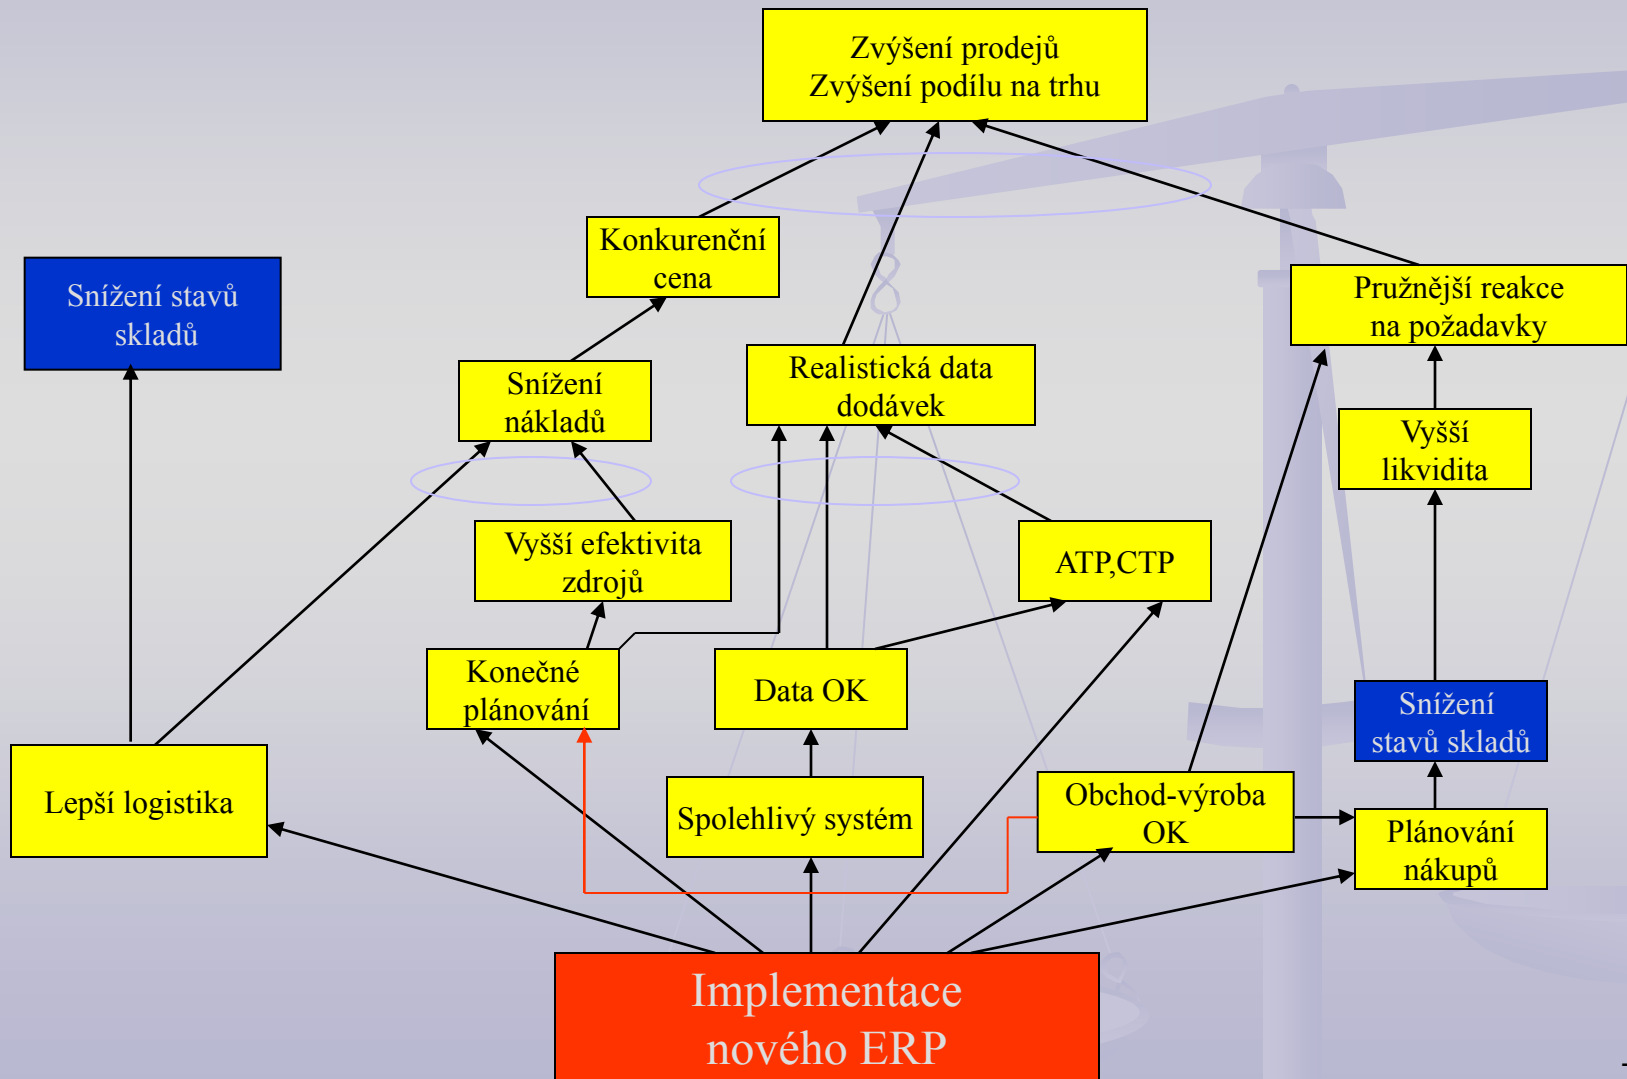 Zvýšení prodejů
Zvýšení podílu na trhu
Konkurenční
cena
Snížení stavů
skladů
Pružnější reakce
na požadavky
Snížení
nákladů
Realistická data
dodávek
Vyšší
likvidita
Vyšší efektivita
zdrojů
ATP,CTP
Konečné
plánování
Data OK
Snížení
stavů skladů
Lepší logistika
Spolehlivý systém
Obchod-výroba
OK
Plánování
nákupů
Implementace
nového ERP